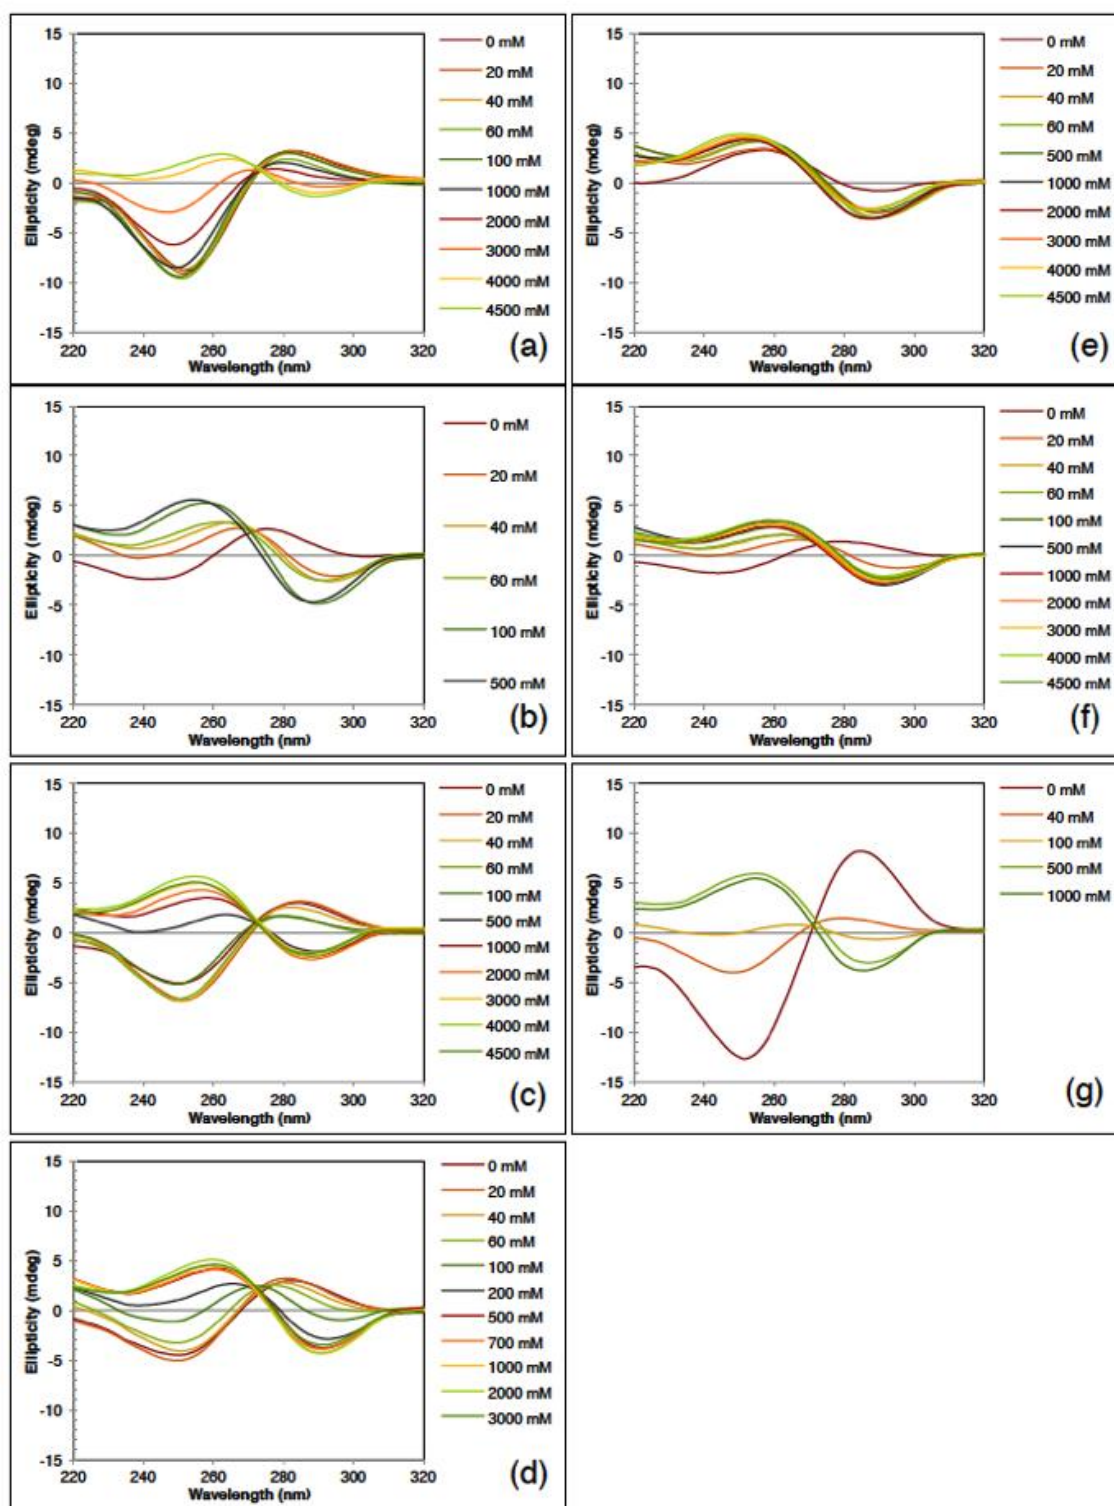 15
10
5
0
-5
-10
-15
Ellipticity (mdeg)
220 240 260 280 300 320
Wavelength (nm)
0 mM
20 mM
40 mM
60 mM
100 mM
1000 mM
2000 mM
3000 mM
4000 mM
4500 mM
(a)
15
10
5
0
-5
-10
-15
Ellipticity (mdeg)
220 240 260 280 300 320
Wavelength (nm)
0 mM
20 mM
40 mM
60 mM
500 mM
1000 mM
2000 mM
3000 mM
4000 mM
4500 mM
(e)
15
10
5
0
-5
-10
-15
Ellipticity (mdeg)
220 240 260 280 300 320
Wavelength (nm)
0 mM
20 mM
40 mM
60 mM
100 mM
500 mM
(b)
15
10
5
0
-5
-10
-15
Ellipticity (mdeg)
220 240 260 280 300 320
Wavelength (nm)
0 mM
20 mM
40 mM
60 mM
100 mM
500 mM
1000 mM
2000 mM
3000 mM
4000 mM
4500 mM
(f)
15
10
5
0
-5
-10
-15
Ellipticity (mdeg)
220 240 260 280 300 320
Wavelength (nm)
0 mM
20 mM
40 mM
60 mM
100 mM
500 mM
1000 mM
2000 mM
3000 mM
4000 mM
4500 mM
(c)
15
10
5
0
-5
-10
-15
Ellipticity (mdeg)
220 240 260 280 300 320
Wavelength (nm)
0 mM
40 mM
100 mM
500 mM
1000 mM
(g)
15
10
5
0
-5
-10
-15
Ellipticity (mdeg)
220 240 260 280 300 320
Wavelength (nm)
0 mM
20 mM
40 mM
60 mM
100 mM
200 mM
500 mM
700 mM
1000 mM
2000 mM
3000 mM
(d)